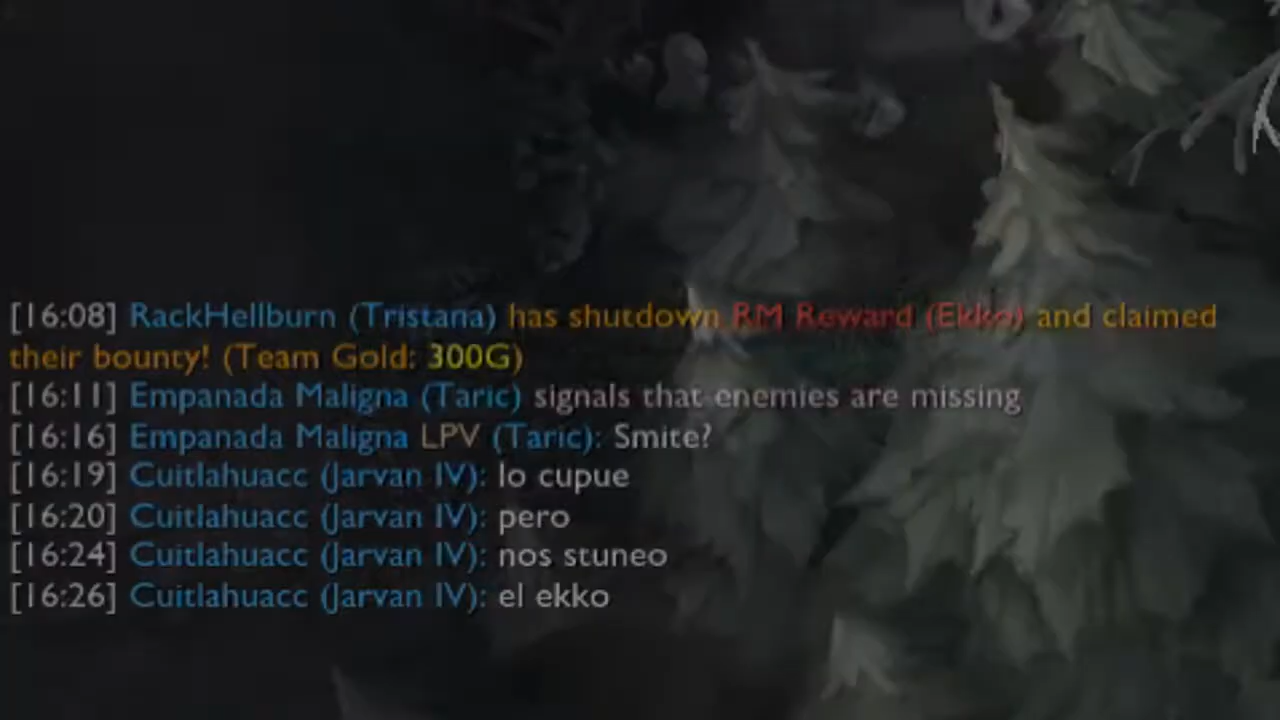 [16:08] RackHellburn (Tristana) has shutdown RM Reward (Ekko) and claimed
their bounty! (Team Gold: 300G)
[16:11] Empanada Maligna (Taric) signals that enemies are missing
[16:16] Empanada Maligna LPV (Taric): Smite?
[16:19] Cuitlahuacc (Jarvan IV): lo cupue
[16:20] Cuitlahuacc (Jarvan IV): pero
[16:24] Cuitlahuacc (Jarvan IV): nos stuneo
[16:26] Cuitlahuacc (Jarvan IV): el ekko